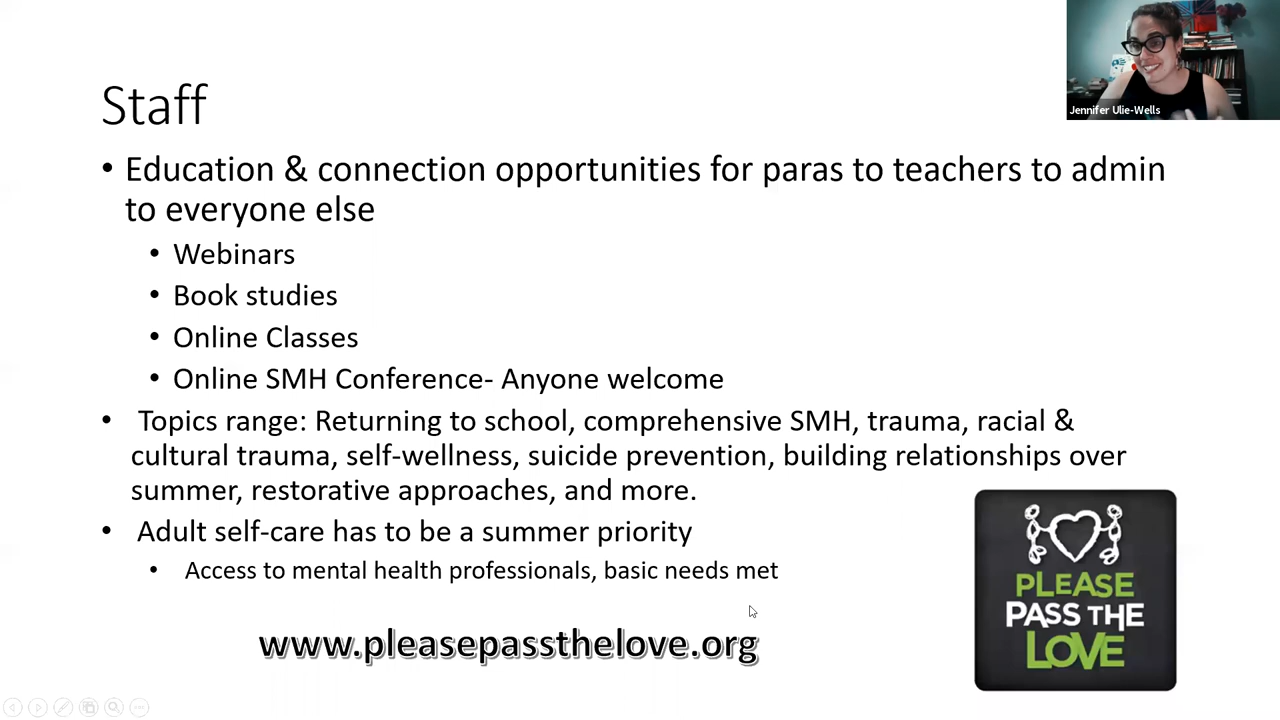 Jennifer Ulie-Wells
Staff
• Education & connection opportunities for paras to teachers to admin
to everyone else
• Webinars
• Book studies
• Online Classes
• Online SMH Conference- Anyone welcome
• Topics range: Returning to school, comprehensive SMH, trauma, racial &
cultural trauma, self-wellness, suicide prevention, building relationships over
summer, restorative approaches, and more.
• Adult self-care has to be a summer priority
• Access to mental health professionals, basic needs met
www.pleasepassthelove.org
PLEASE
PASS THE
LOVE